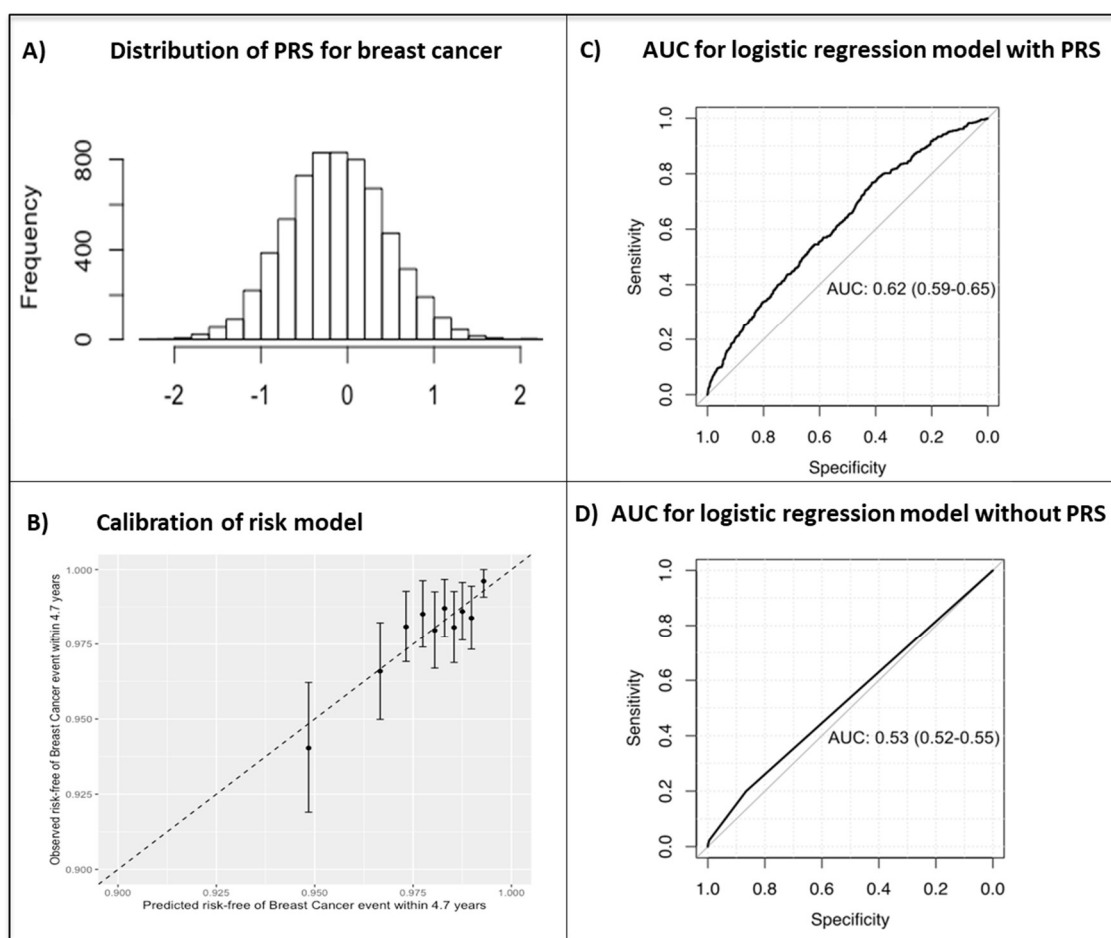 A) Distribution of PRS for breast cancer
Frequency
800
400
0
-2 -1 0 1 2
B) Calibration of risk model
Observed risk-free of Breast Cancer event within 4.7 years
1.000
0.975
0.950
0.925
0.900
0.900 0.925 0.950 0.975 1.000
Predicted risk-free of Breast Cancer event within 4.7 years
C) AUC for logistic regression model with PRS
Sensitivity
1.0
0.8
0.6
0.4
0.2
0.0
AUC: 0.62 (0.59-0.65)
1.0 0.8 0.6 0.4 0.2 0.0
Specificity
D) AUC for logistic regression model without PRS
Sensitivity
1.0
0.8
0.6
0.4
0.2
0.0
AUC: 0.53 (0.52-0.55)
1.0 0.8 0.6 0.4 0.2 0.0
Specificity